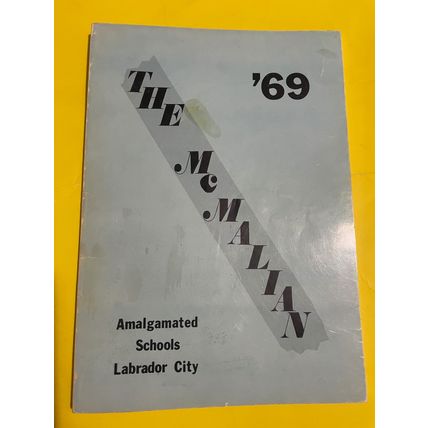 '69
THE McMALIAN
Amalgamated
Schools
Labrador City